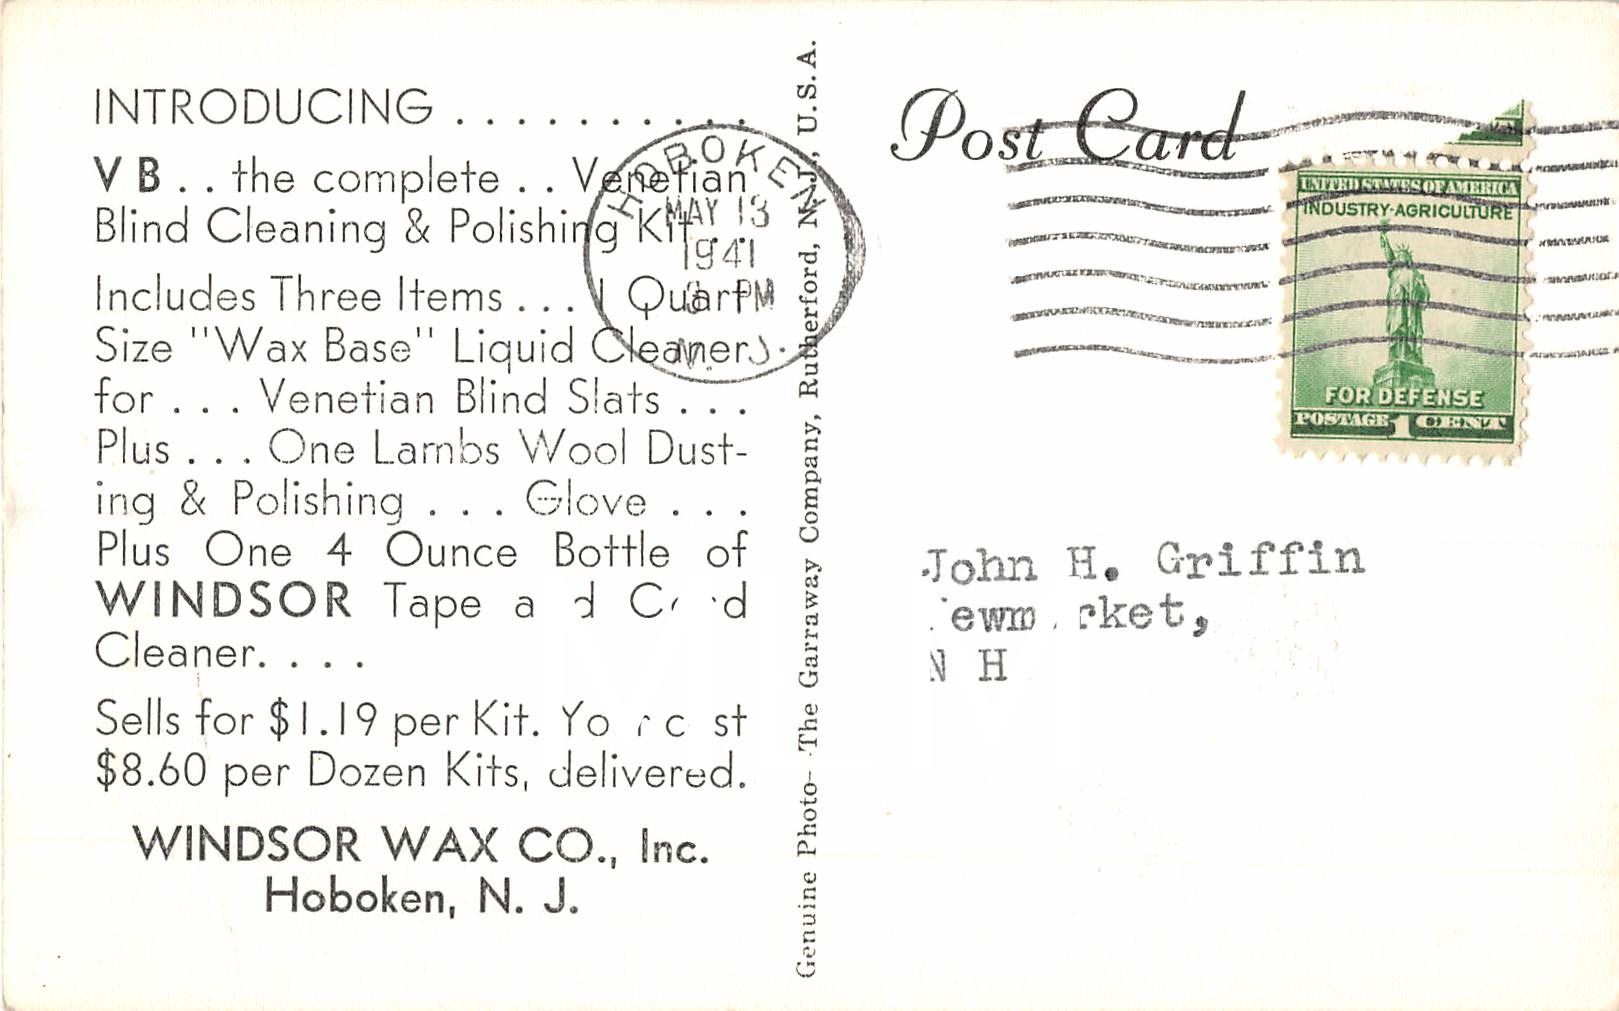 INTRODUCING . . . . . . . . . .
V B . . the complete . . Venetian
Blind Cleaning & Polishing Kit . .
Includes Three Items . . . 1 Quart
Size "Wax Base" Liquid Cleaner
for . . . Venetian Blind Slats . . .
Plus . . . One Lambs Wool Dust-
ing & Polishing . . . Glove . . .
Plus One 4 Ounce Bottle of
WINDSOR Tape a d C d
Cleaner. . . .
Sells for $1.19 per Kit. Yo r c st
$8.60 per Dozen Kits, delivered.
WINDSOR WAX CO., Inc.
Hoboken, N. J.
Genuine Photo—The Garraway Company, Rutherford, N. J., U. S. A.
HOBOKEN
MAY 13
1941
PM
N. J.
Post Card
UNITED STATES OF AMERICA
INDUSTRY-AGRICULTURE
FOR DEFENSE
POSTAGE 1 CENT
John H. Griffin
ewm rket,
N H